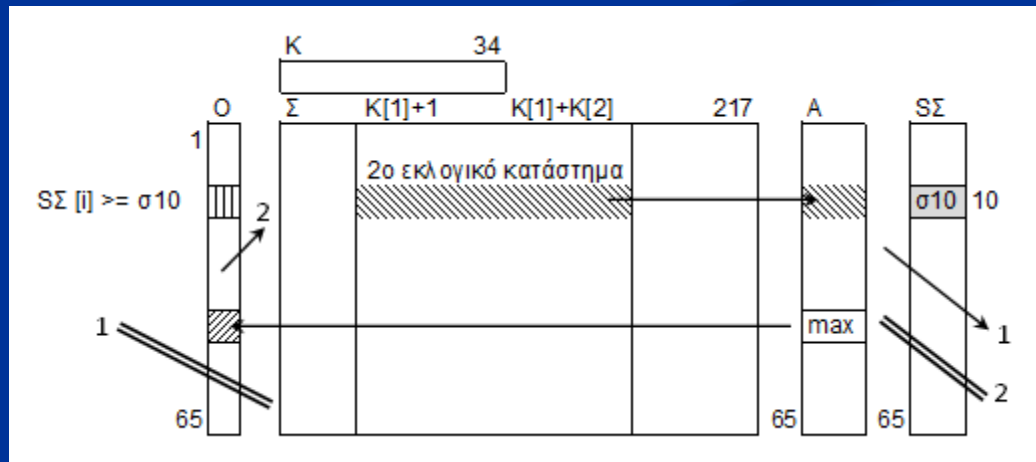 K 34
O Σ K[1]+1 K[1]+K[2] 217 A SΣ
1
2ο εκλογικό κατάστημα
SΣ [i] >= σ10 2 σ10 10
1 max 1
2
65 65 65